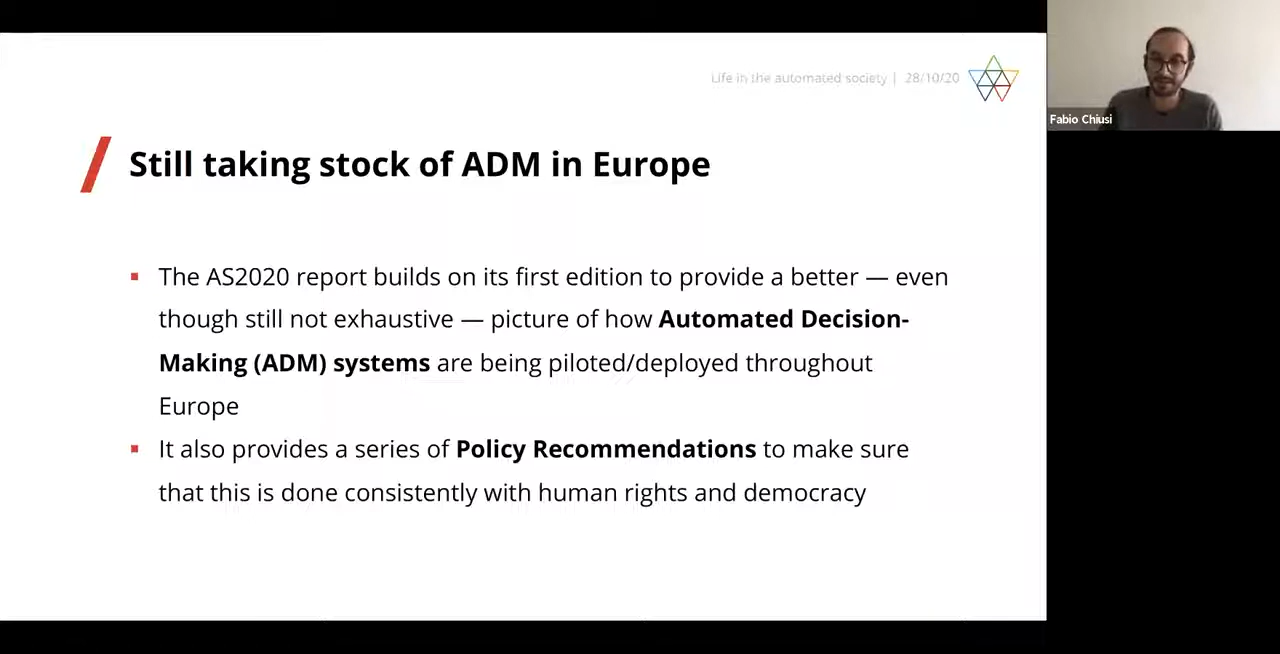 Life in the automated society | 28/10/20
Fabio Chiusi
Still taking stock of ADM in Europe
▪ The AS2020 report builds on its first edition to provide a better — even
though still not exhaustive — picture of how Automated Decision-
Making (ADM) systems are being piloted/deployed throughout
Europe
▪ It also provides a series of Policy Recommendations to make sure
that this is done consistently with human rights and democracy